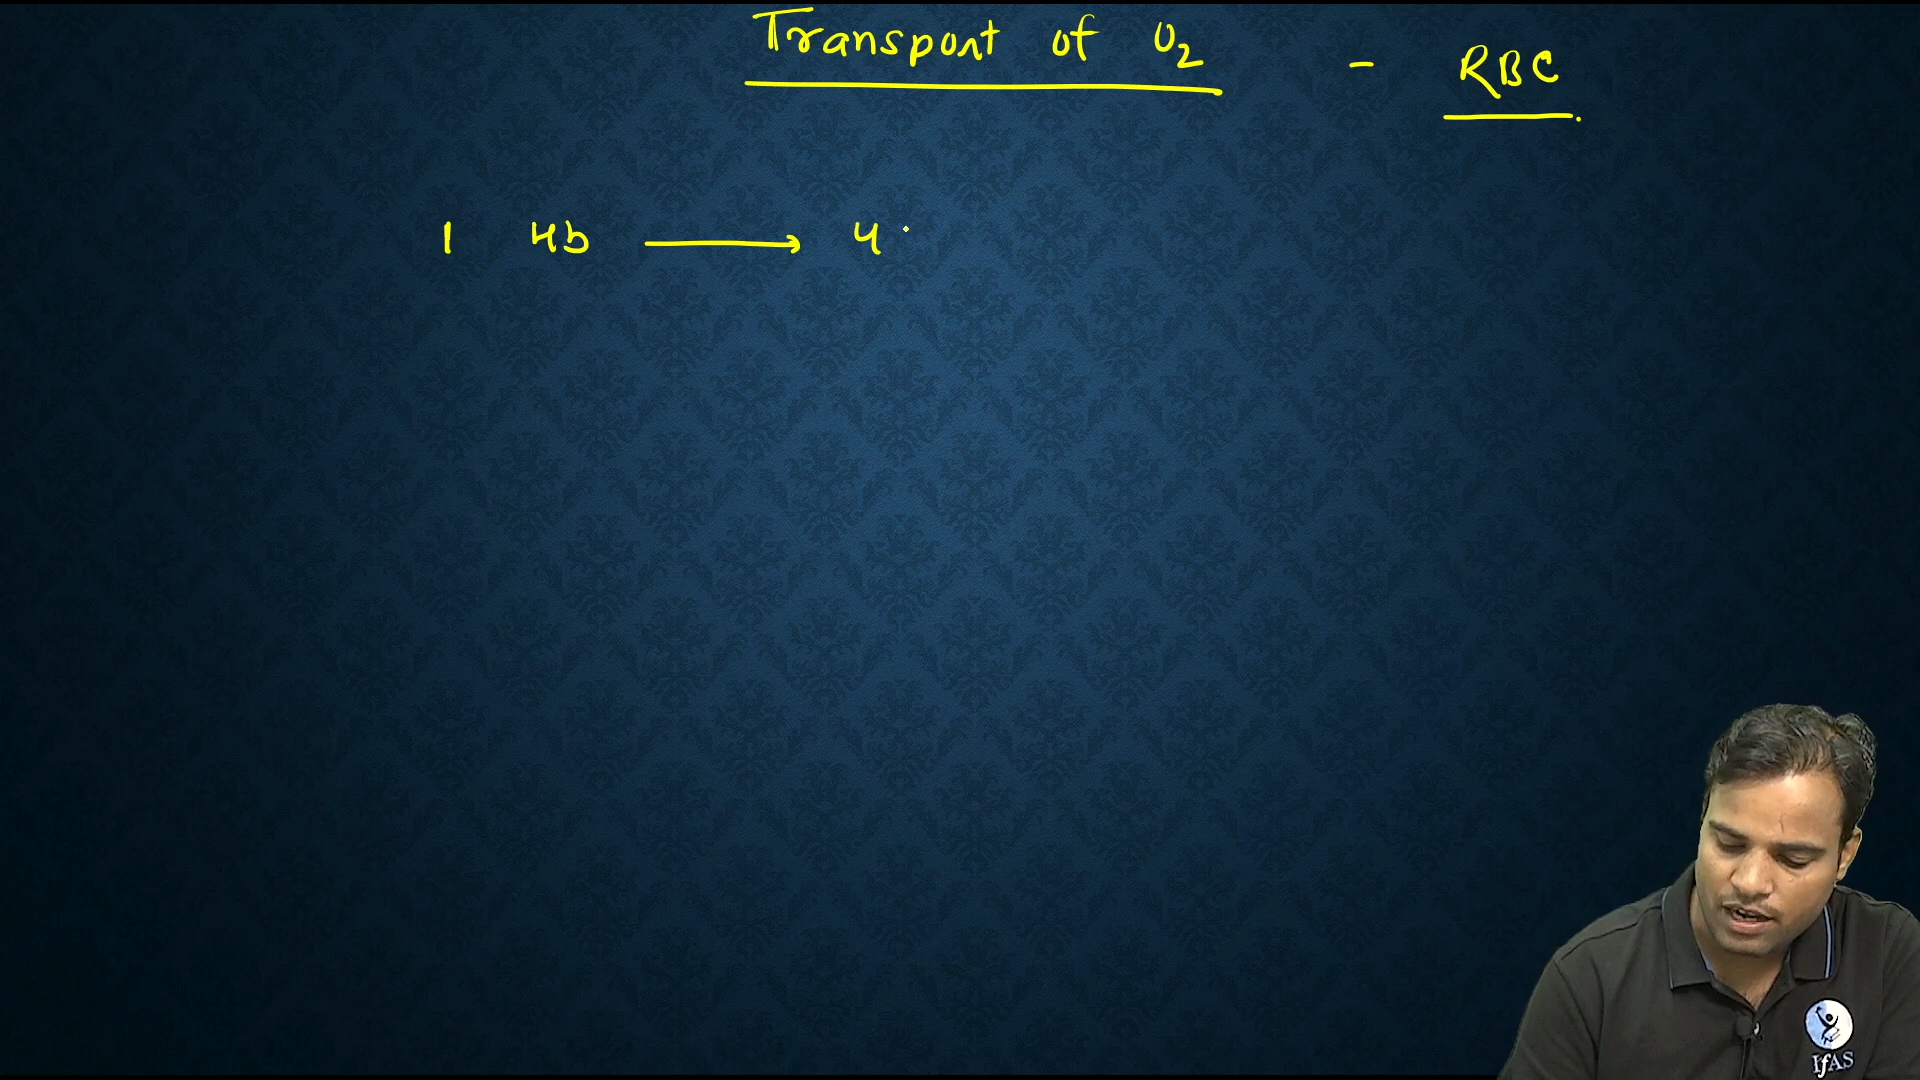 Transport of O2 - RBC
1 Hb → 4
IfAS